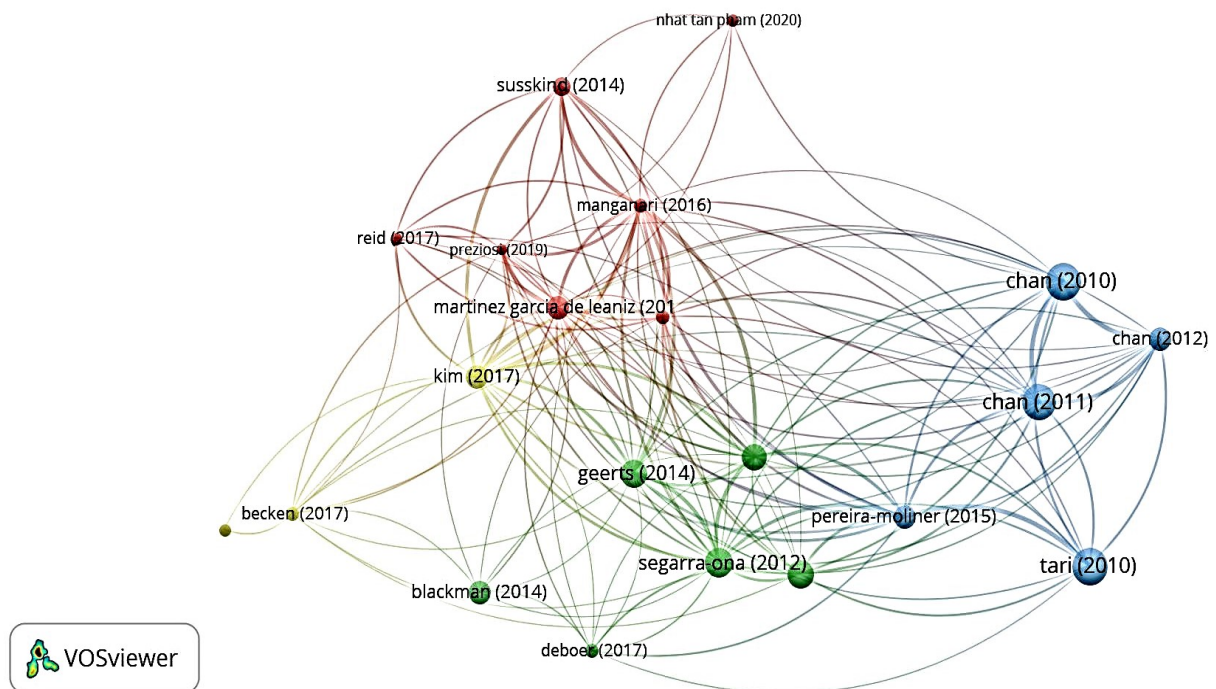 nhat tan pham (2020)
susskind (2014)
manganari (2016)
reid (2017)
preziosi (2019)
chan (2010)
martinez garcia de leaniz (201
chan (2012)
kim (2017)
chan (2011)
geerts (2014)
becken (2017)
pereira-moliner (2015)
segarra-ona (2012)
tari (2010)
blackman (2014)
deboer (2017)
VOSviewer